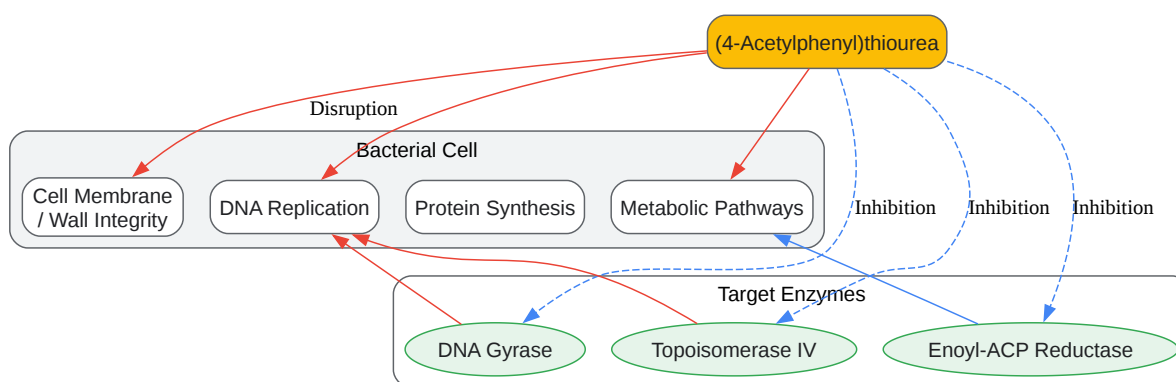 (4-Acetylphenyl)thiourea
Disruption
Bacterial Cell
Cell Membrane
/ Wall Integrity
DNA Replication
Protein Synthesis
Metabolic Pathways
Inhibition
Inhibition
Inhibition
Target Enzymes
DNA Gyrase
Topoisomerase IV
Enoyl-ACP Reductase